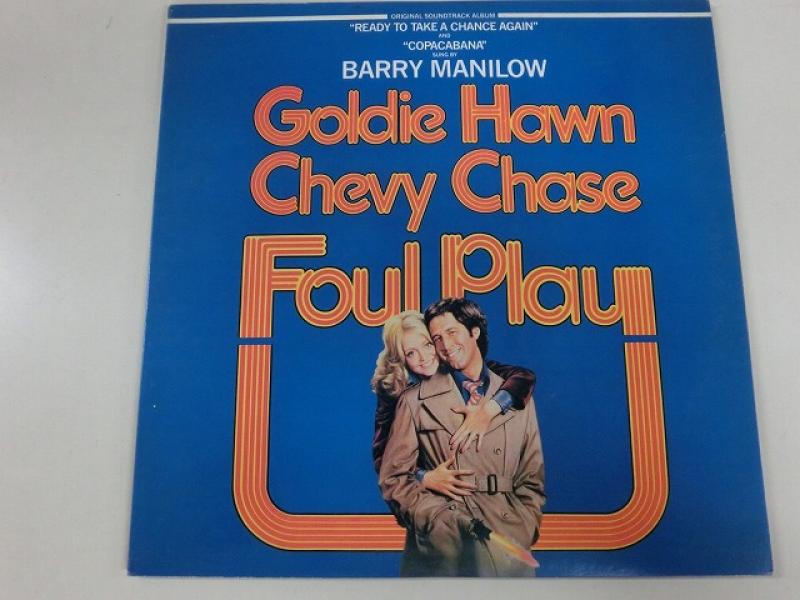 ORIGINAL SOUNDTRACK ALBUM
"READY TO TAKE A CHANCE AGAIN"
AND
"COPACABANA"
SUNG BY
BARRY MANILOW
Goldie Hawn
Chevy Chase
Foul Play